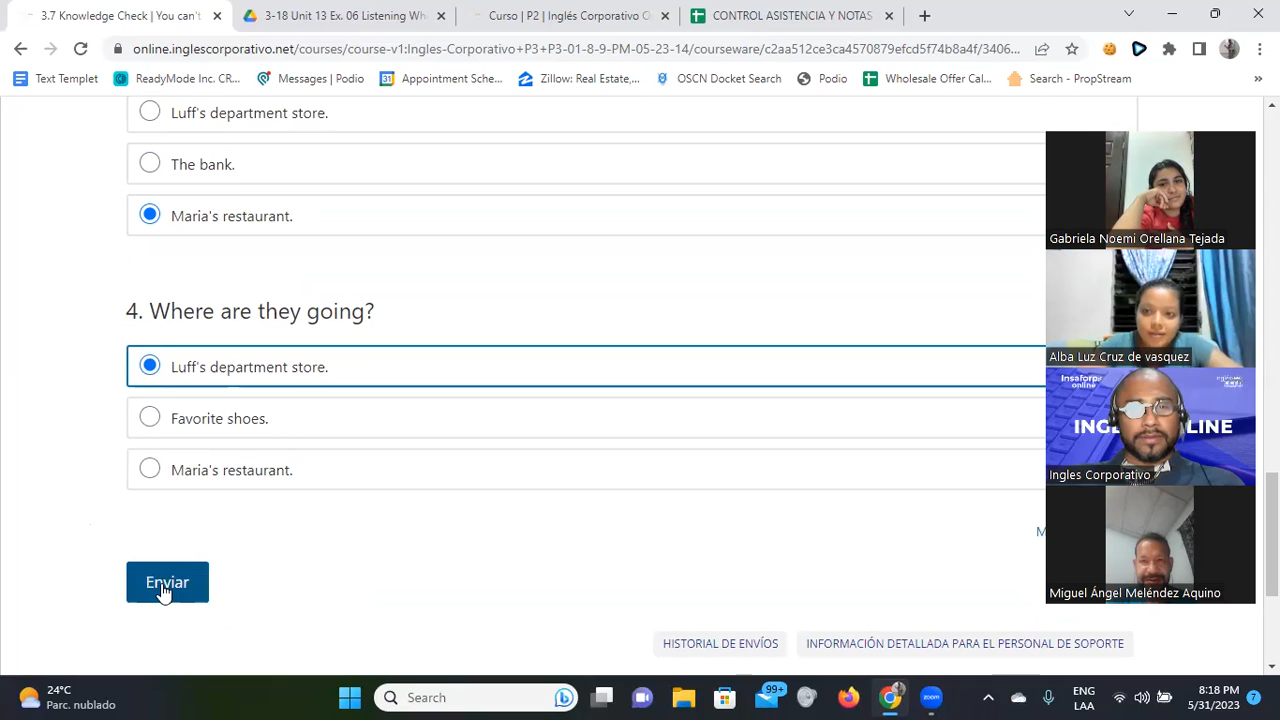 3.7 Knowledge Check | You can't
3-18 Unit 13 Ex. 06 Listening Wh
Curso | P2 | Inglés Corporativo O
CONTROL ASISTENCIA Y NOTAS
online.inglescorporativo.net/courses/course-v1:Ingles-Corporativo+P3+P3-01-8-9-PM-05-23-14/courseware/c2aa512ce3ca4570879efcd5f74b8a4f/3406...
Text Templet
ReadyMode Inc. CR...
Messages | Podio
Appointment Sche...
Zillow: Real Estate,...
OSCN Docket Search
Podio
Wholesale Offer Cal...
Search - PropStream
»
Luff's department store.
The bank.
Maria's restaurant.
Gabriela Noemi Orellana Tejada
4. Where are they going?
Alba Luz Cruz de vasquez
Luff's department store.
Favorite shoes.
Maria's restaurant.
Insaforp
online
Ingles Corporativo
Enviar
Miguel Ángel Meléndez Aquino
HISTORIAL DE ENVÍOS
INFORMACIÓN DETALLADA PARA EL PERSONAL DE SOPORTE
24°C
Parc. nublado
Search
99+
zoom
ENG
LAA
8:18 PM
5/31/2023
7